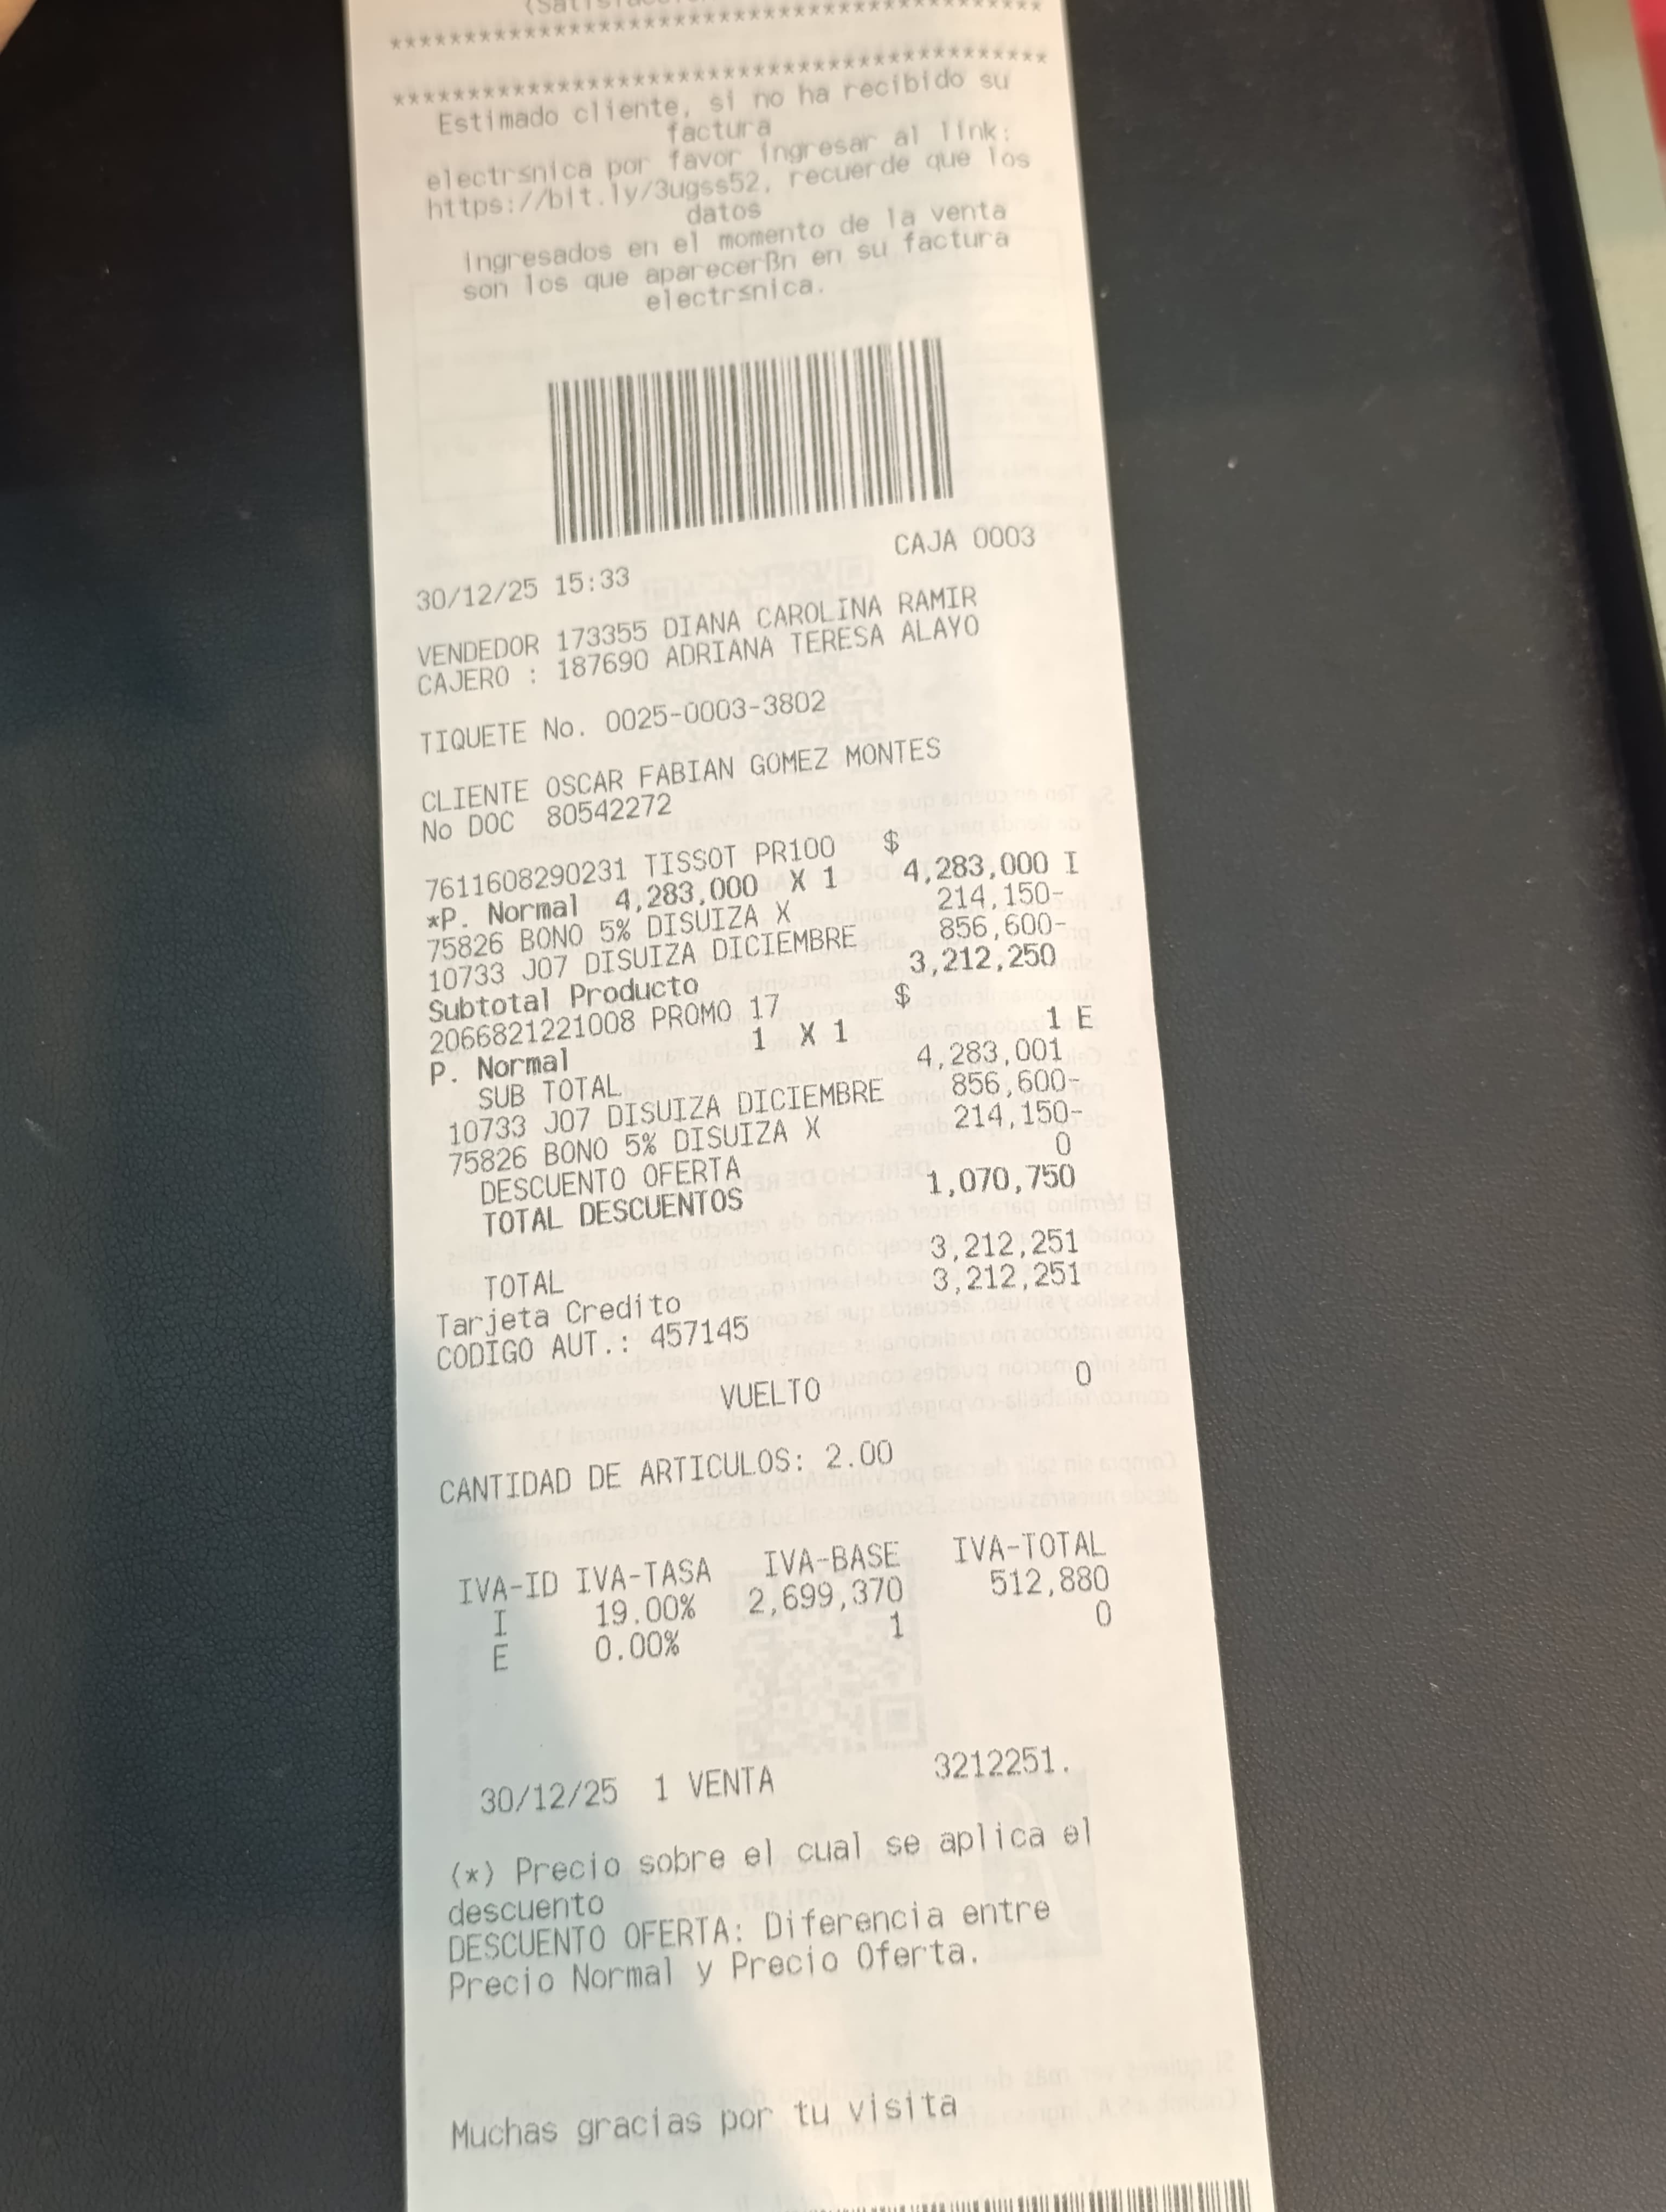 (Satisfacci
******************************************
******************************************
Estimado cliente, si no ha recibido su
factura
electr≤nica por favor ingresar al link:
https://bit.ly/3ugss52, recuerde que los
datos
ingresados en el momento de la venta
son los que aparecerßn en su factura
electr≤nica.
CAJA 0003
30/12/25 15:33
VENDEDOR 173355 DIANA CAROLINA RAMIR
CAJERO : 187690 ADRIANA TERESA ALAYO
TIQUETE No. 0025-0003-3802
CLIENTE OSCAR FABIAN GOMEZ MONTES
No DOC 80542272
7611608290231 TISSOT PR100 $
*P. Normal 4,283,000 X 1 4,283,000 I
75826 BONO 5% DISUIZA X 214,150-
10733 J07 DISUIZA DICIEMBRE 856,600-
Subtotal Producto 3,212,250
2066821221008 PROMO 17 $
P. Normal 1 X 1 1 E
SUB TOTAL 4,283,001
10733 J07 DISUIZA DICIEMBRE 856,600-
75826 BONO 5% DISUIZA X 214,150-
DESCUENTO OFERTA 0
TOTAL DESCUENTOS 1,070,750
TOTAL 3,212,251
Tarjeta Credito 3,212,251
CODIGO AUT.: 457145
VUELTO 0
CANTIDAD DE ARTICULOS: 2.00
IVA-ID IVA-TASA IVA-BASE IVA-TOTAL
I 19.00% 2,699,370 512,880
E 0.00% 1 0
30/12/25 1 VENTA 3212251.
(*) Precio sobre el cual se aplica el
descuento
DESCUENTO OFERTA: Diferencia entre
Precio Normal y Precio Oferta.
Muchas gracias por tu visita